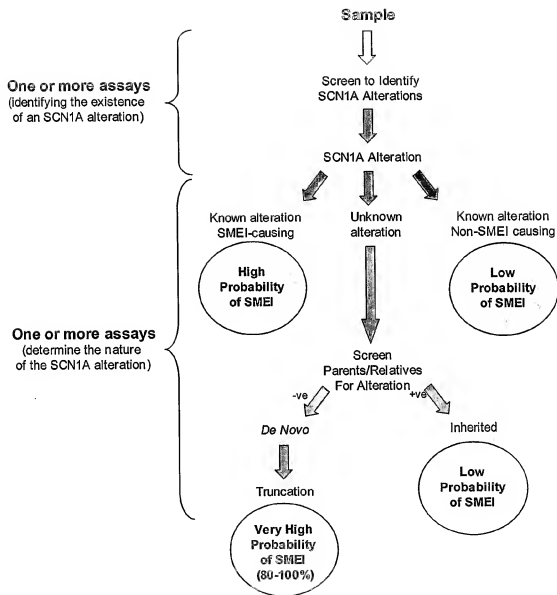 Sample
One or more assays
(identifying the existence
of an SCN1A alteration)
Screen to Identify
SCN1A Alterations
SCN1A Alteration
Known alteration
SMEI-causing
Unknown
alteration
Known alteration
Non-SMEI causing
High
Probability
of SMEI
Low
Probability
of SMEI
One or more assays
(determine the nature
of the SCN1A alteration)
Screen
Parents/Relatives
For Alteration
-ve
+ve
De Novo
Inherited
Truncation
Low
Probability
of SMEI
Very High
Probability
of SMEI
(80-100%)